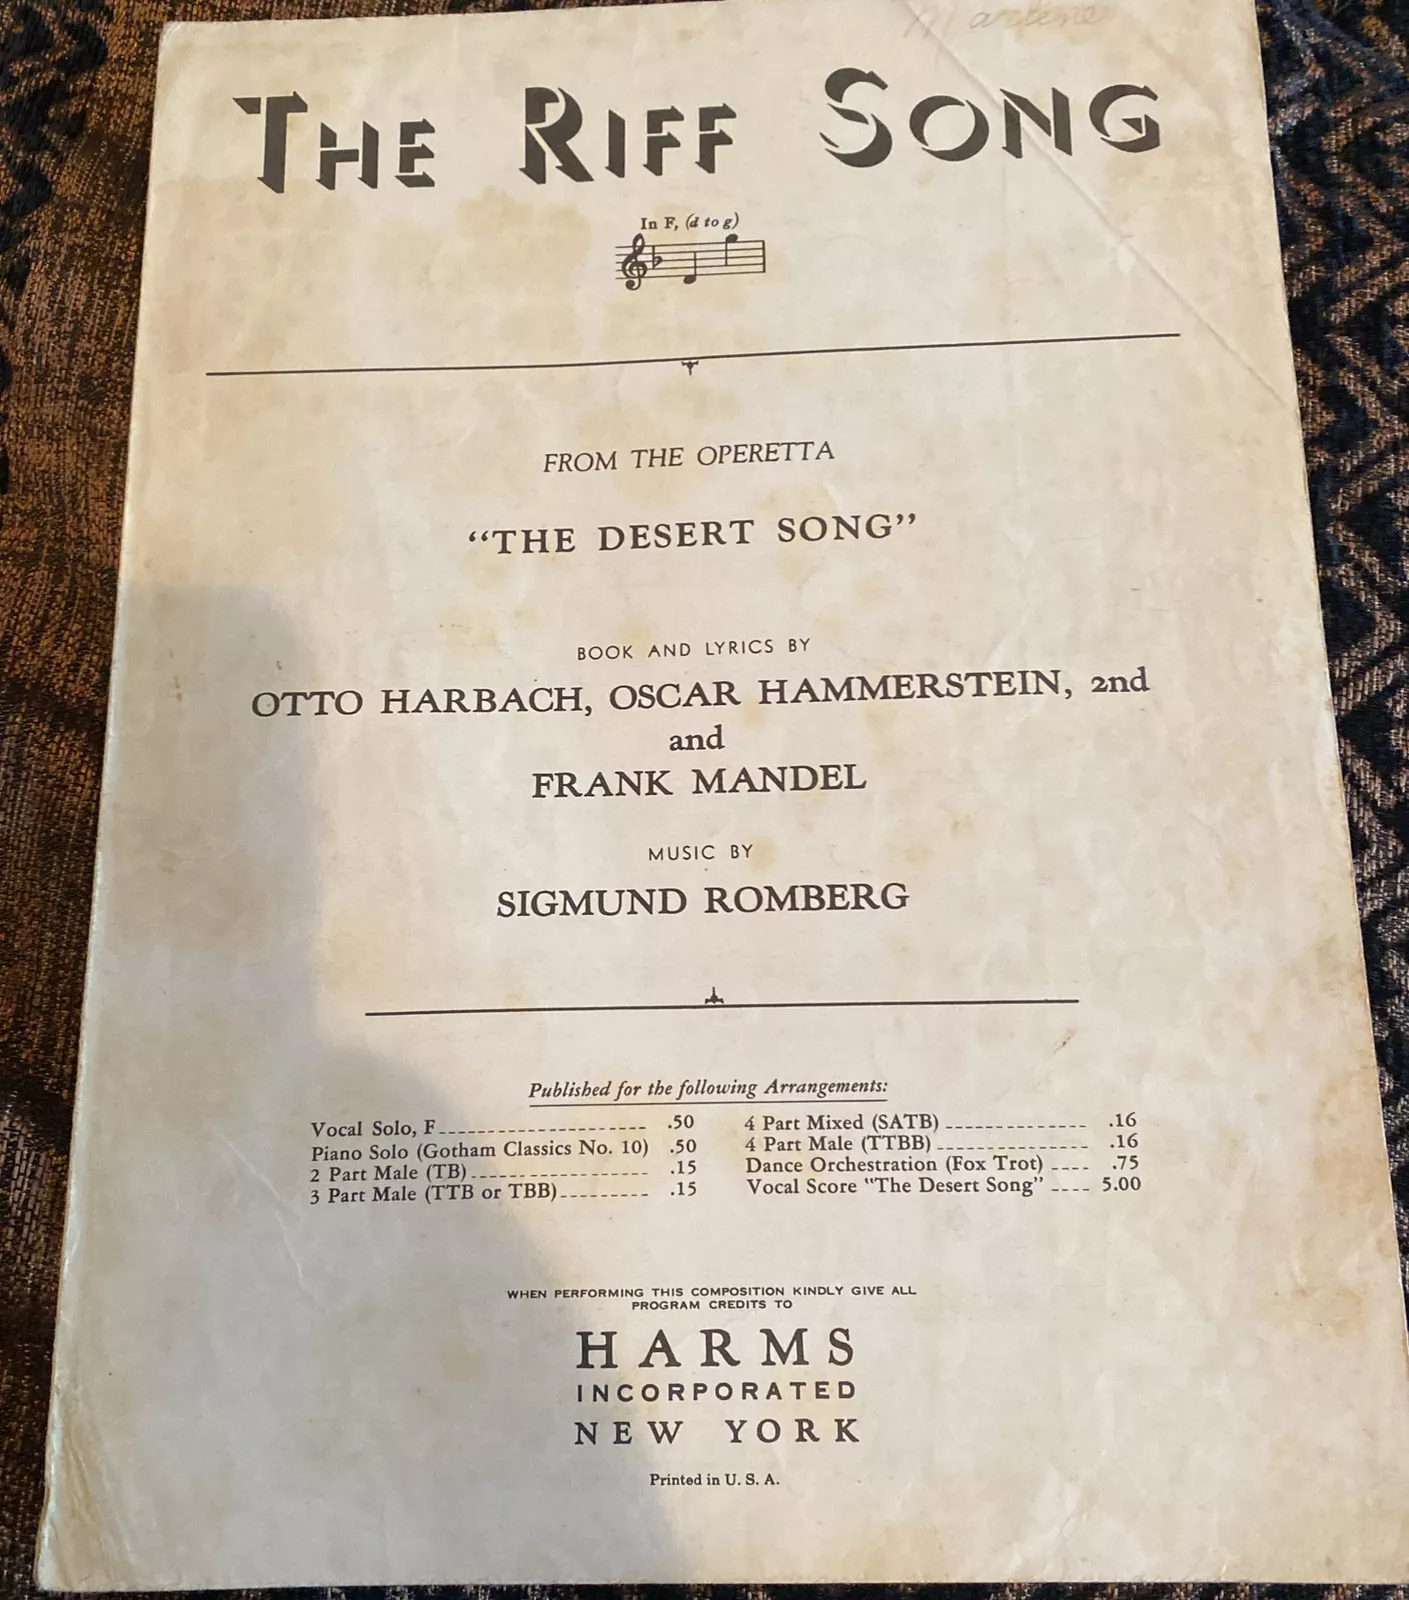 Marlene
THE RIFF SONG
In F, (d to g)
FROM THE OPERETTA
“THE DESERT SONG”
BOOK AND LYRICS BY
OTTO HARBACH, OSCAR HAMMERSTEIN, 2nd
and
FRANK MANDEL
MUSIC BY
SIGMUND ROMBERG
Published for the following Arrangements:
Vocal Solo, F .50
Piano Solo (Gotham Classics No. 10) .50
2 Part Male (TB) .15
3 Part Male (TTB or TBB) .15
4 Part Mixed (SATB) .16
4 Part Male (TTBB) .16
Dance Orchestration (Fox Trot) .75
Vocal Score "The Desert Song" 5.00
WHEN PERFORMING THIS COMPOSITION KINDLY GIVE ALL
PROGRAM CREDITS TO
HARMS
INCORPORATED
NEW YORK
Printed in U. S. A.